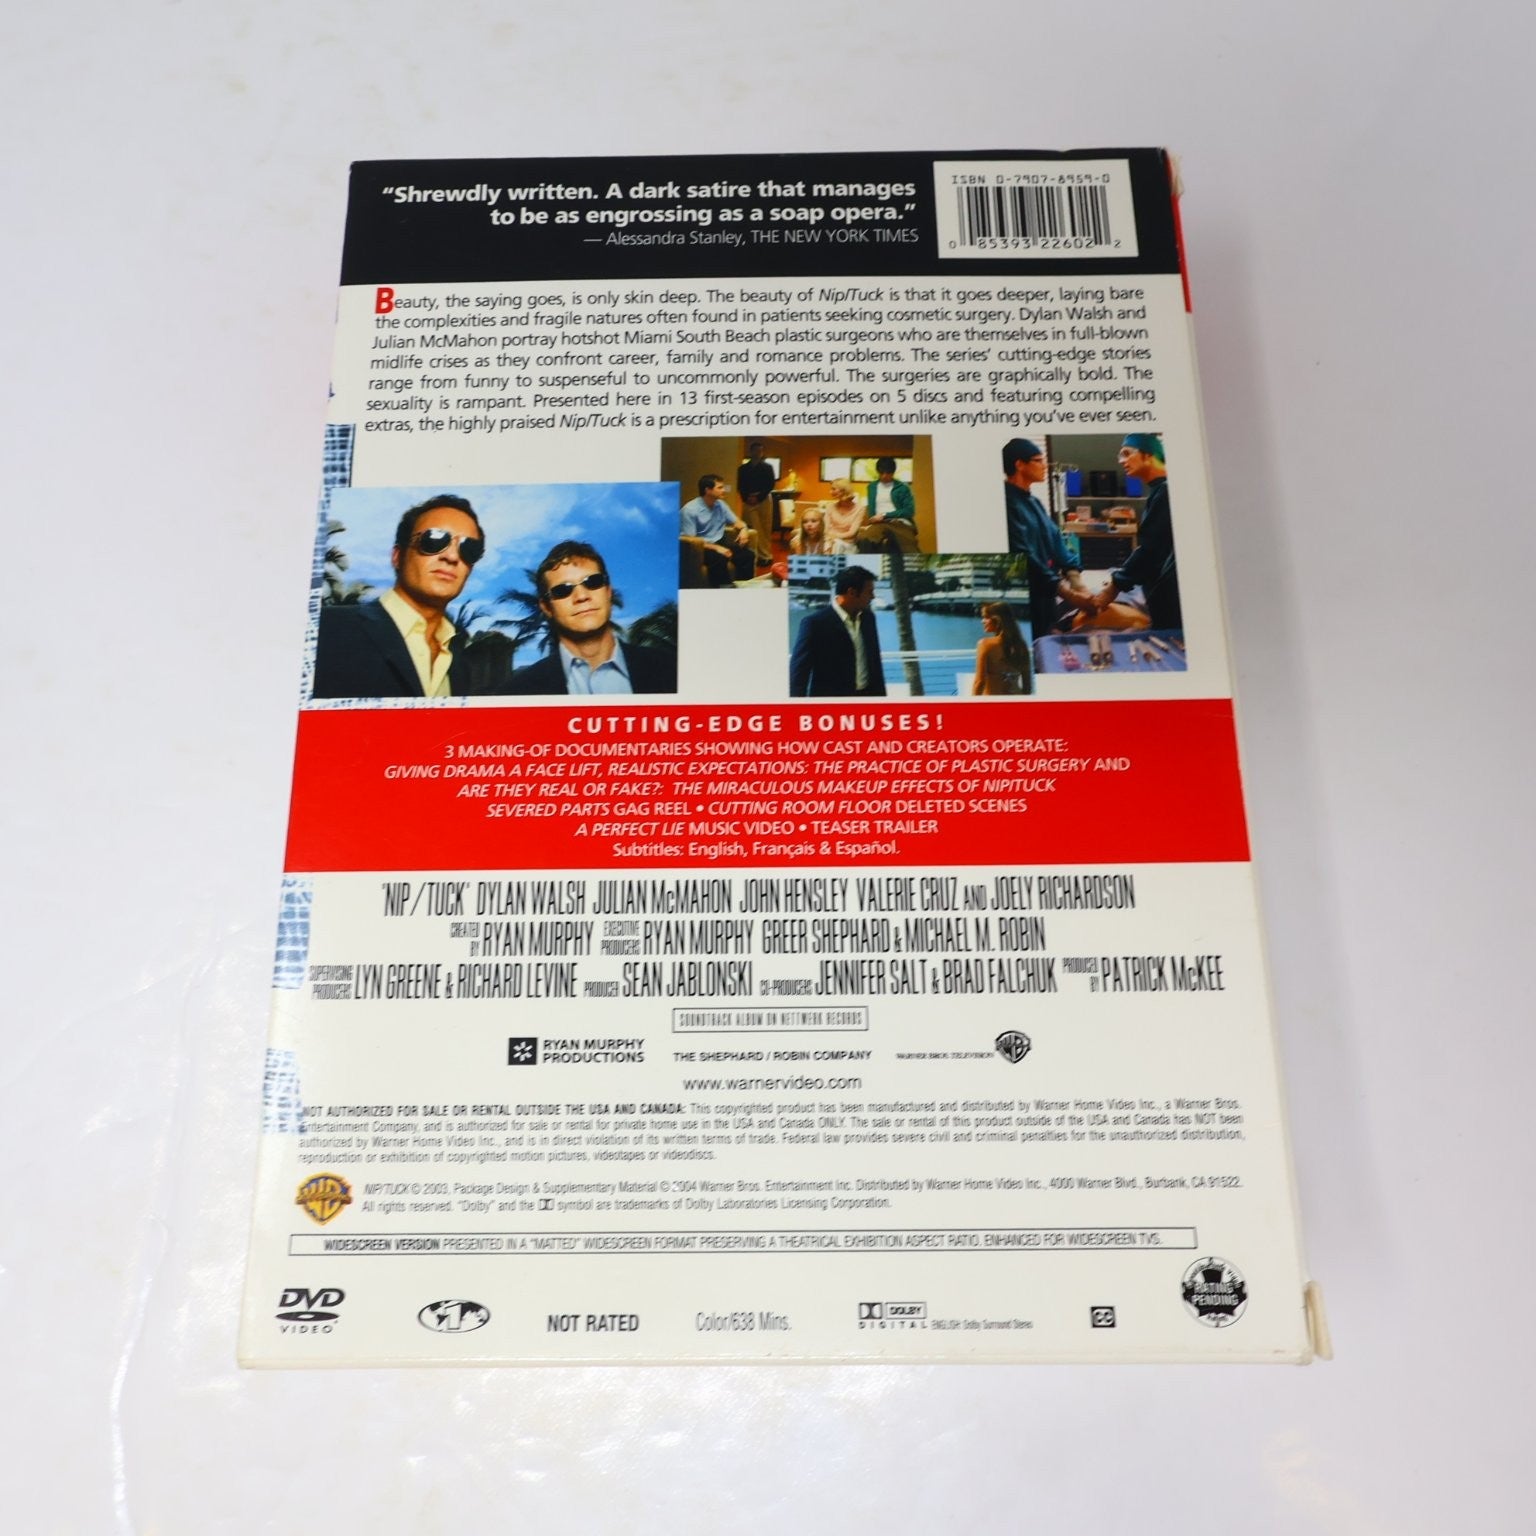 “Shrewdly written. A dark satire that manages
to be as engrossing as a soap opera.”
— Alessandra Stanley, THE NEW YORK TIMES
ISBN 0-7907-8959-0
0 85393 22602 2
Beauty, the saying goes, is only skin deep. The beauty of Nip/Tuck is that it goes deeper, laying bare
the complexities and fragile natures often found in patients seeking cosmetic surgery. Dylan Walsh and
Julian McMahon portray hotshot Miami South Beach plastic surgeons who are themselves in full-blown
midlife crises as they confront career, family and romance problems. The series’ cutting-edge stories
range from funny to suspenseful to uncommonly powerful. The surgeries are graphically bold. The
sexuality is rampant. Presented here in 13 first-season episodes on 5 discs and featuring compelling
extras, the highly praised Nip/Tuck is a prescription for entertainment unlike anything you’ve ever seen.
CUTTING-EDGE BONUSES!
3 MAKING-OF DOCUMENTARIES SHOWING HOW CAST AND CREATORS OPERATE:
GIVING DRAMA A FACE LIFT, REALISTIC EXPECTATIONS: THE PRACTICE OF PLASTIC SURGERY AND
ARE THEY REAL OR FAKE?: THE MIRACULOUS MAKEUP EFFECTS OF NIP/TUCK
SEVERED PARTS GAG REEL • CUTTING ROOM FLOOR DELETED SCENES
A PERFECT LIE MUSIC VIDEO • TEASER TRAILER
Subtitles: English, Français & Español.
'NIP/TUCK' DYLAN WALSH JULIAN McMAHON JOHN HENSLEY VALERIE CRUZ AND JOELY RICHARDSON
CREATED BY RYAN MURPHY EXECUTIVE PRODUCERS RYAN MURPHY GREER SHEPHARD & MICHAEL M. ROBIN
SUPERVISING PRODUCERS LYN GREENE & RICHARD LEVINE PRODUCER SEAN JABLONSKI CO-PRODUCERS JENNIFER SALT & BRAD FALCHUK PRODUCED BY PATRICK McKEE
SOUNDTRACK ALBUM ON NETTWERK RECORDS
RYAN MURPHY
PRODUCTIONS
THE SHEPHARD / ROBIN COMPANY
WARNER BROS. TELEVISION
www.warnervideo.com
NOT AUTHORIZED FOR SALE OR RENTAL OUTSIDE THE USA AND CANADA: This copyrighted product has been manufactured and distributed by Warner Home Video Inc., a Warner Bros.
Entertainment Company, and is authorized for sale or rental for private home use in the USA and Canada ONLY. The sale or rental of this product outside of the USA and Canada has NOT been
authorized by Warner Home Video Inc., and is in direct violation of its written terms of trade. Federal law provides severe civil and criminal penalties for the unauthorized distribution,
reproduction or exhibition of copyrighted motion pictures, videotapes or videodiscs.
NIP/TUCK © 2003, Package Design & Supplementary Material © 2004 Warner Bros. Entertainment Inc. Distributed by Warner Home Video Inc., 4000 Warner Blvd., Burbank, CA 91522.
All rights reserved. “Dolby” and the symbol are trademarks of Dolby Laboratories Licensing Corporation.
WIDESCREEN VERSION PRESENTED IN A “MATTED” WIDESCREEN FORMAT PRESERVING A THEATRICAL EXHIBITION ASPECT RATIO. ENHANCED FOR WIDESCREEN TVS.
DVD
VIDEO
1
NOT RATED
Color/638 Mins.
DOLBY
DIGITAL ENGLISH: Dolby Surround Stereo
CC
RATING
PENDING